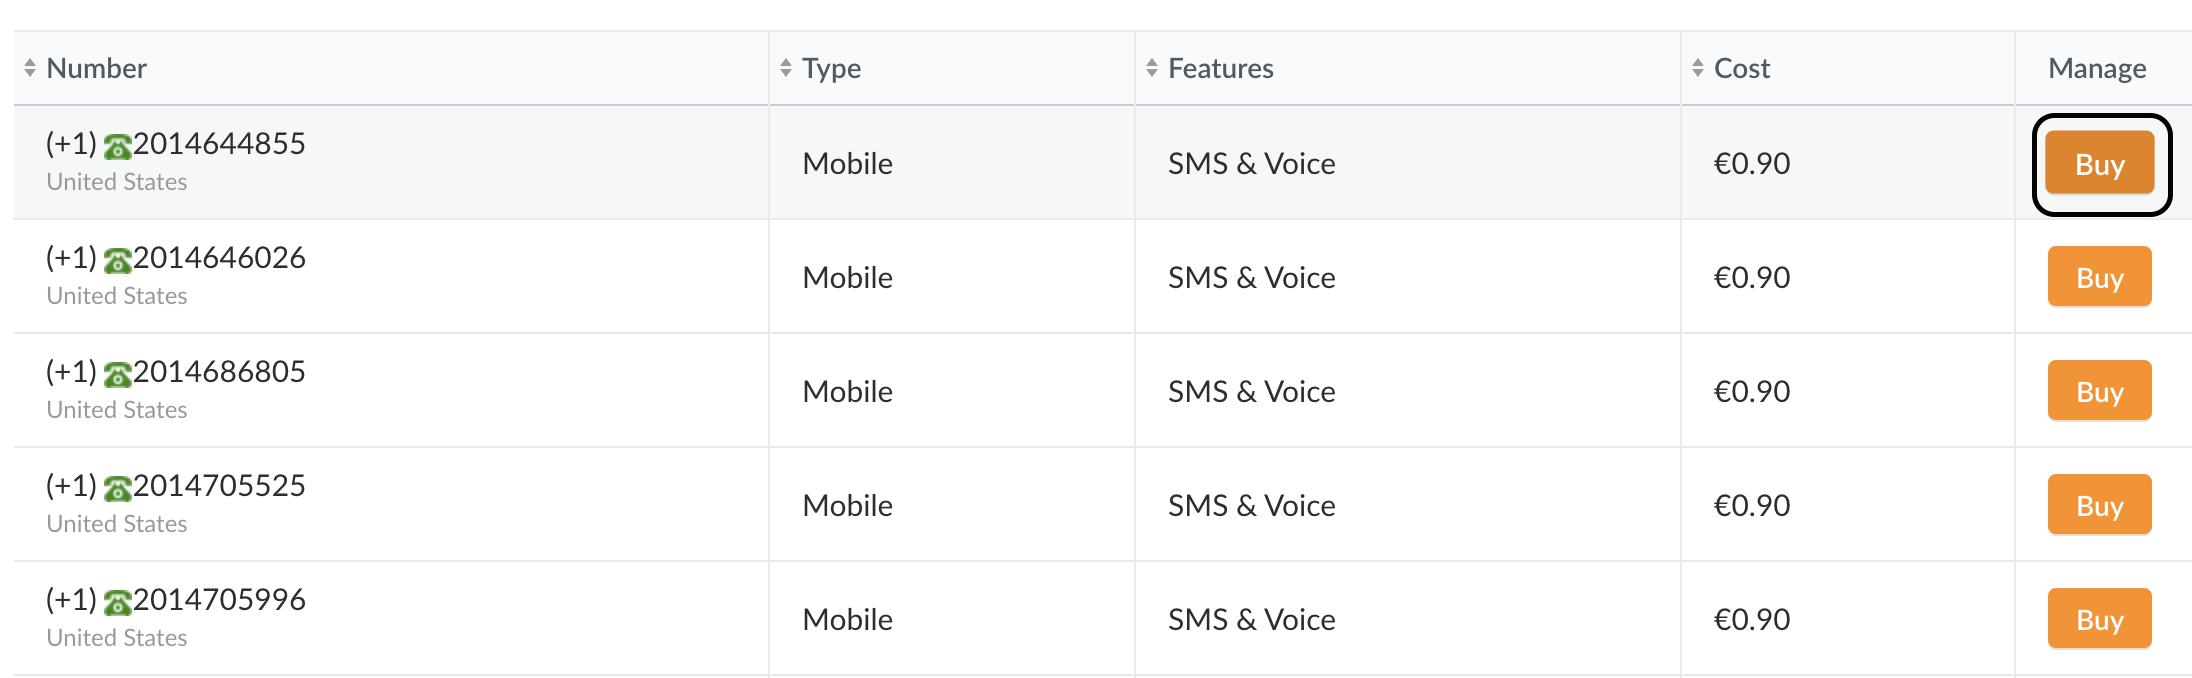 Number Type Features Cost Manage
(+1) ☎2014644855
United States
Mobile SMS & Voice €0.90 Buy
(+1) ☎2014646026
United States
Mobile SMS & Voice €0.90 Buy
(+1) ☎2014686805
United States
Mobile SMS & Voice €0.90 Buy
(+1) ☎2014705525
United States
Mobile SMS & Voice €0.90 Buy
(+1) ☎2014705996
United States
Mobile SMS & Voice €0.90 Buy